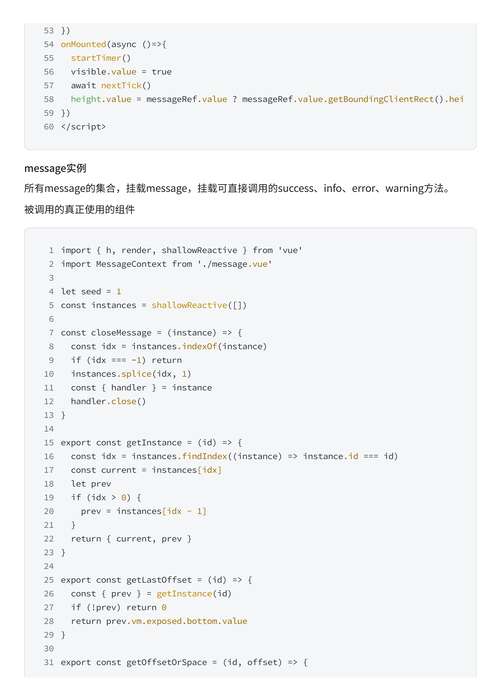 53 })
54 onMounted(async ()=>{
55 startTimer()
56 visible.value = true
57 await nextTick()
58 height.value = messageRef.value ? messageRef.value.getBoundingClientRect().hei
59 })
60 </script>
message实例
所有message的集合，挂载message，挂载可直接调用的success、info、error、warning方法。
被调用的真正使用的组件
1 import { h, render, shallowReactive } from 'vue'
2 import MessageContext from './message.vue'
3
4 let seed = 1
5 const instances = shallowReactive([])
6
7 const closeMessage = (instance) => {
8 const idx = instances.indexOf(instance)
9 if (idx === -1) return
10 instances.splice(idx, 1)
11 const { handler } = instance
12 handler.close()
13 }
14
15 export const getInstance = (id) => {
16 const idx = instances.findIndex((instance) => instance.id === id)
17 const current = instances[idx]
18 let prev
19 if (idx > 0) {
20 prev = instances[idx - 1]
21 }
22 return { current, prev }
23 }
24
25 export const getLastOffset = (id) => {
26 const { prev } = getInstance(id)
27 if (!prev) return 0
28 return prev.vm.exposed.bottom.value
29 }
30
31 export const getOffsetOrSpace = (id, offset) => {